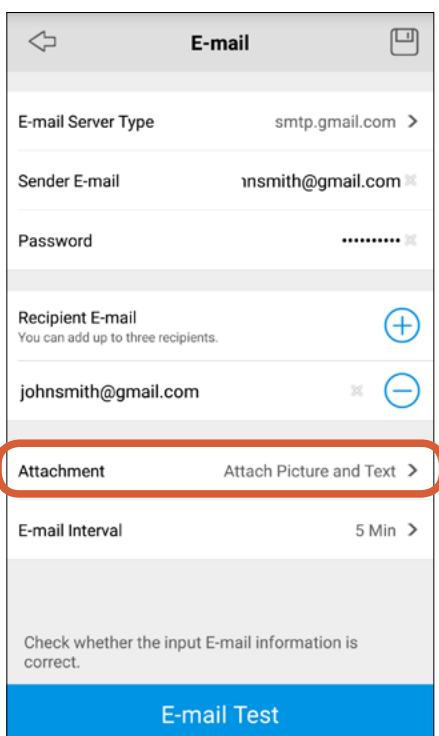 E-mail
E-mail Server Type smtp.gmail.com >
Sender E-mail nsmith@gmail.com
Password ••••••••••
Recipient E-mail
You can add up to three recipients.
johnsmith@gmail.com
Attachment Attach Picture and Text >
E-mail Interval 5 Min >
Check whether the input E-mail information is
correct.
E-mail Test